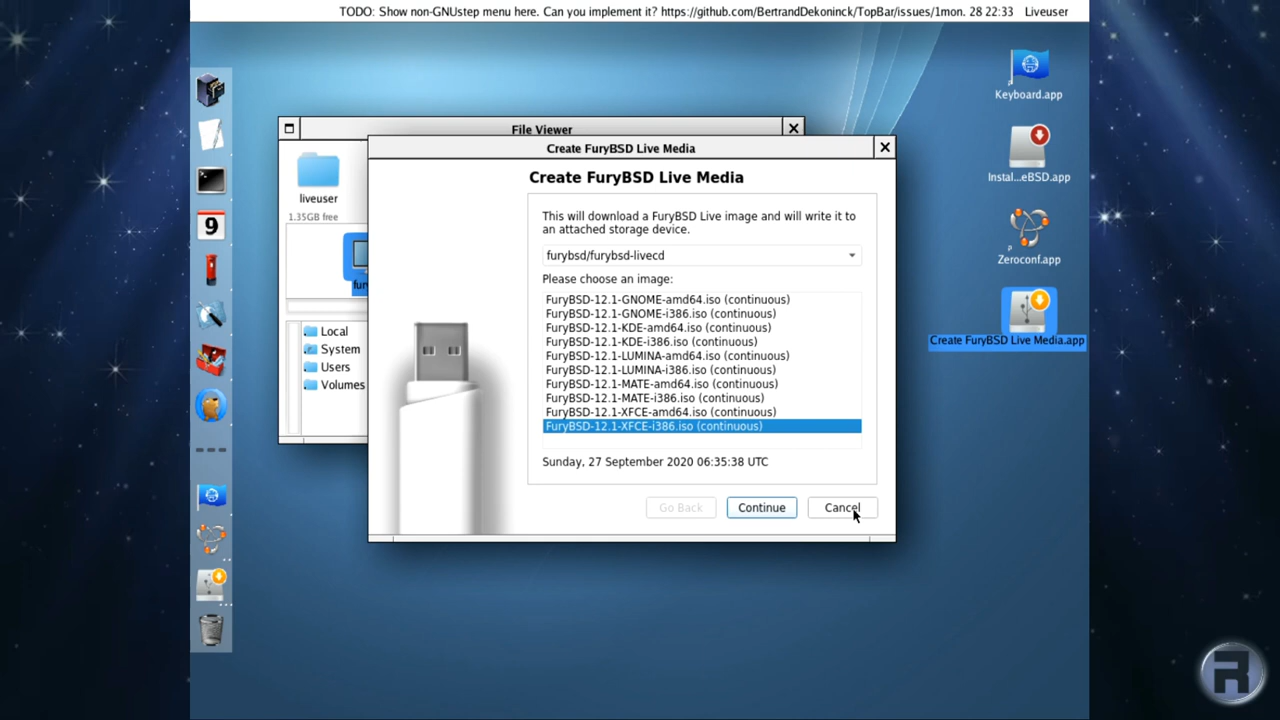 TODO: Show non-GNUstep menu here. Can you implement it? https://github.com/BertrandDekoninck/TopBar/issues/1mon. 28 22:33 Liveuser
Keyboard.app
Instal...eBSD.app
Zeroconf.app
Create FuryBSD Live Media.app
9
File Viewer
liveuser
1.35GB free
fur
Local
System
Users
Volumes
Create FuryBSD Live Media
Create FuryBSD Live Media
This will download a FuryBSD Live image and will write it to
an attached storage device.
furybsd/furybsd-livecd
Please choose an image:
FuryBSD-12.1-GNOME-amd64.iso (continuous)
FuryBSD-12.1-GNOME-i386.iso (continuous)
FuryBSD-12.1-KDE-amd64.iso (continuous)
FuryBSD-12.1-KDE-i386.iso (continuous)
FuryBSD-12.1-LUMINA-amd64.iso (continuous)
FuryBSD-12.1-LUMINA-i386.iso (continuous)
FuryBSD-12.1-MATE-amd64.iso (continuous)
FuryBSD-12.1-MATE-i386.iso (continuous)
FuryBSD-12.1-XFCE-amd64.iso (continuous)
FuryBSD-12.1-XFCE-i386.iso (continuous)
Sunday, 27 September 2020 06:35:38 UTC
Go Back
Continue
Cancel
R